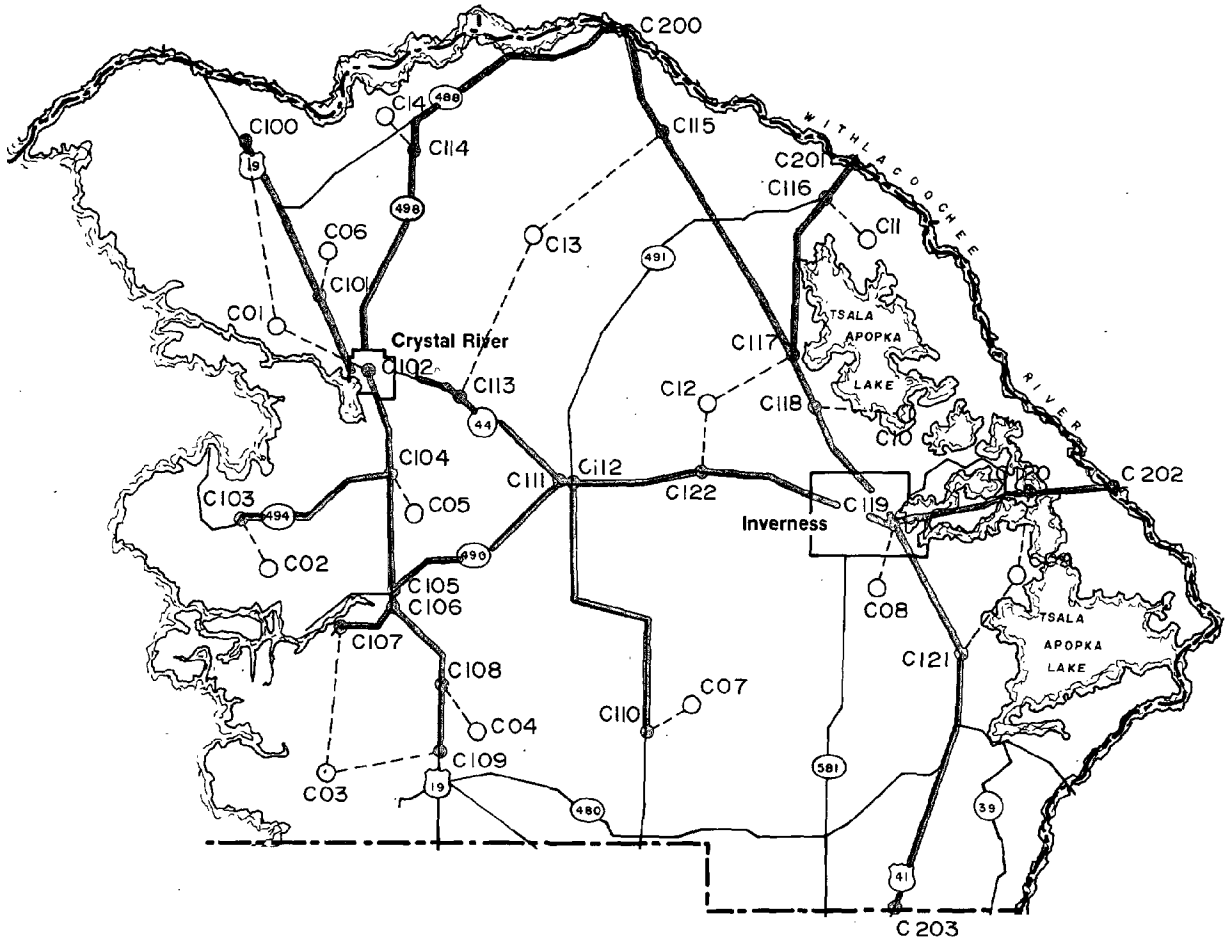 C200
C14
488
C100
C114
C115
WITHLACOOCHEE
C201
19
C116
498
C11
C06
C13
491
C101
C01
TSALA
APOPKA
LAKE
Crystal River
C117
C102
C113
C12
C118
44
C10
C104
C112
C111
C122
RIVER
C202
C103
C119
494
C05
Inverness
490
C02
C105
C08
C106
C107
TSALA
APOPKA
LAKE
C121
C108
C07
C110
C04
C109
C03
19
581
480
39
41
C203